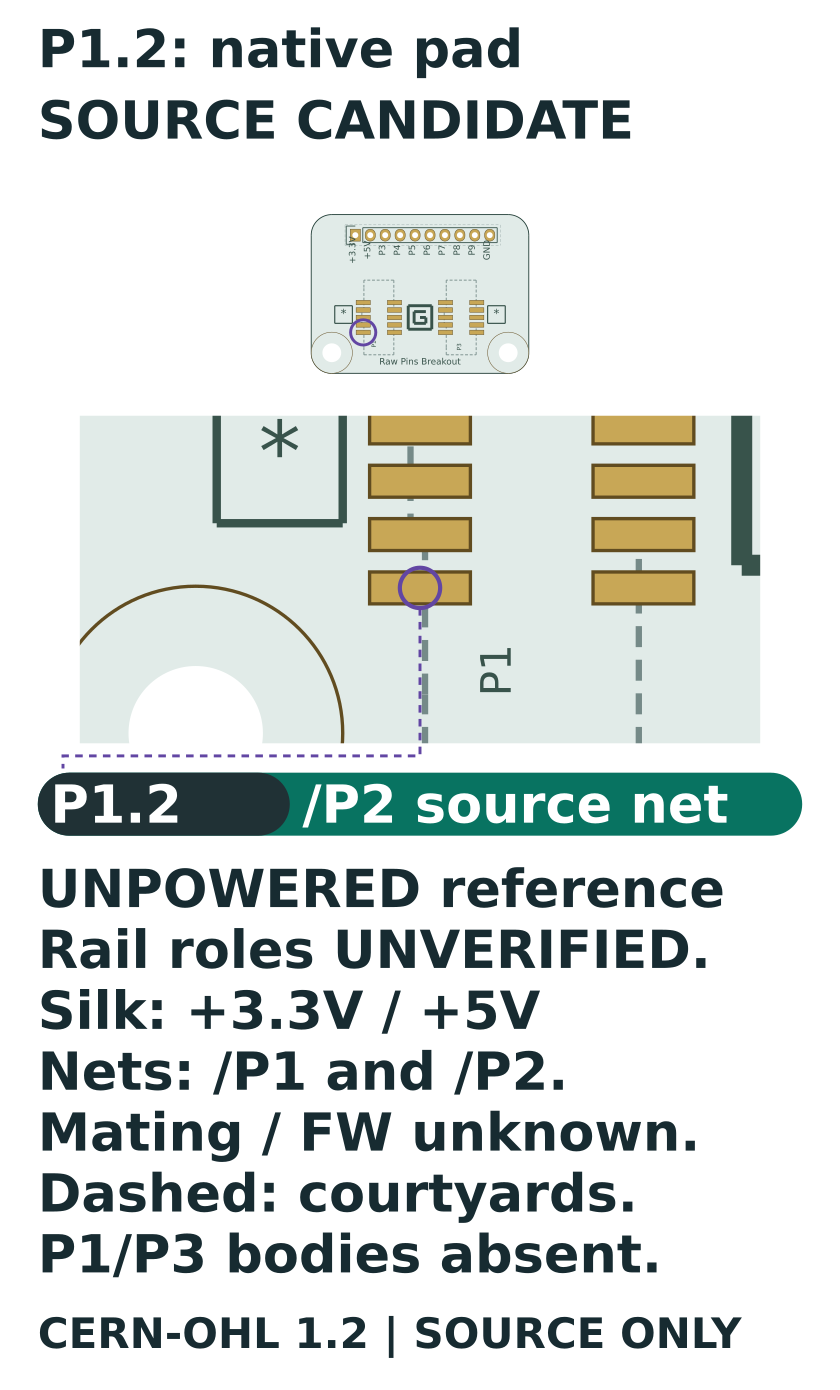 P1.2: native pad
SOURCE CANDIDATE
+3.3V +5V P3 P4 P5 P6 P7 P8 P9 GND
* *
P3
Raw Pins Breakout
*
P1
P1.2 /P2 source net
UNPOWERED reference
Rail roles UNVERIFIED.
Silk: +3.3V / +5V
Nets: /P1 and /P2.
Mating / FW unknown.
Dashed: courtyards.
P1/P3 bodies absent.
CERN-OHL 1.2 | SOURCE ONLY